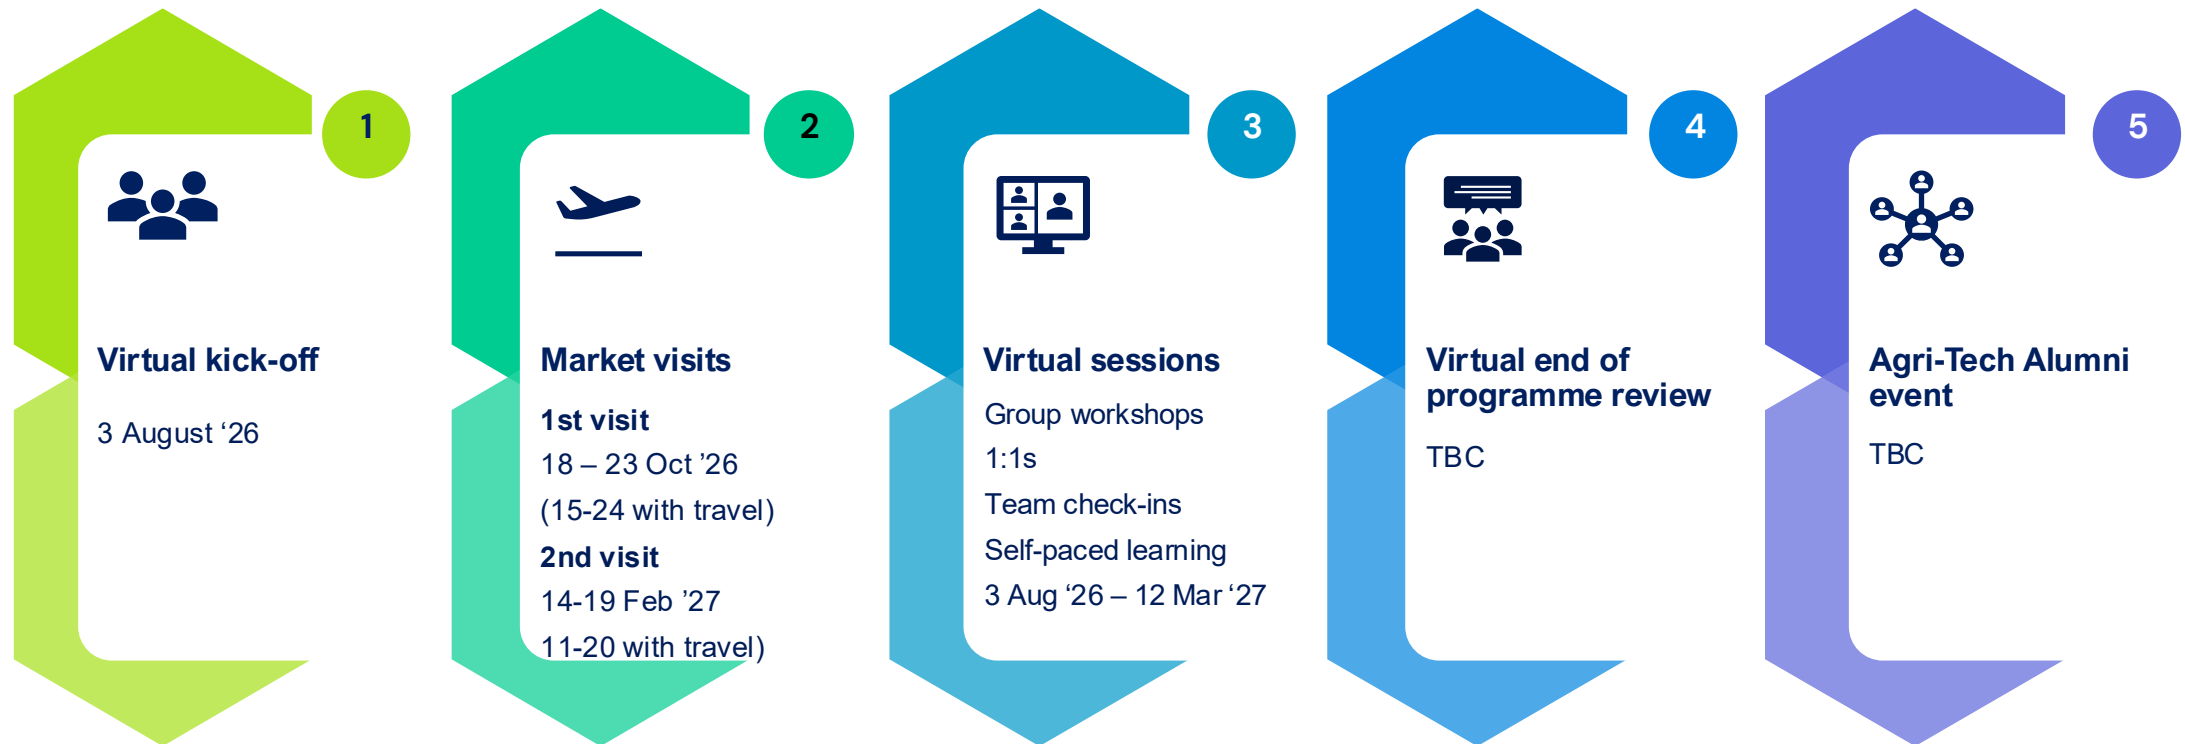 1
Virtual kick-off
3 August ‘26
2
Market visits
1st visit
18 – 23 Oct ’26
(15-24 with travel)
2nd visit
14-19 Feb ’27
11-20 with travel)
3
Virtual sessions
Group workshops
1:1s
Team check-ins
Self-paced learning
3 Aug ‘26 – 12 Mar ‘27
4
Virtual end of
programme review
TBC
5
Agri-Tech Alumni
event
TBC